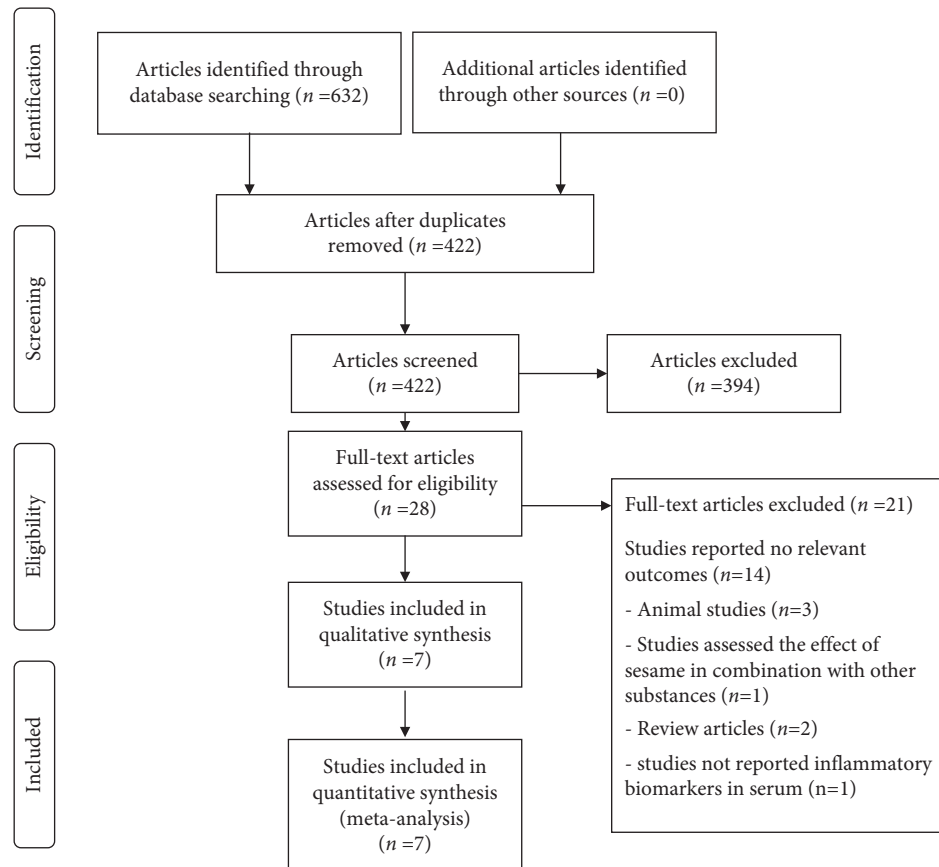 Identification
Articles identified through
database searching (n =632)
Additional articles identified
through other sources (n =0)
Articles after duplicates
removed (n =422)
Screening
Articles screened
(n =422)
Articles excluded
(n =394)
Eligibility
Full-text articles
assessed for eligibility
(n =28)
Full-text articles excluded (n =21)
Studies reported no relevant
outcomes (n=14)
- Animal studies (n=3)
- Studies assessed the effect of
sesame in combination with other
substances (n=1)
- Review articles (n=2)
- studies not reported inflammatory
biomarkers in serum (n=1)
Studies included in
qualitative synthesis
(n =7)
Included
Studies included in
quantitative synthesis
(meta-analysis)
(n =7)